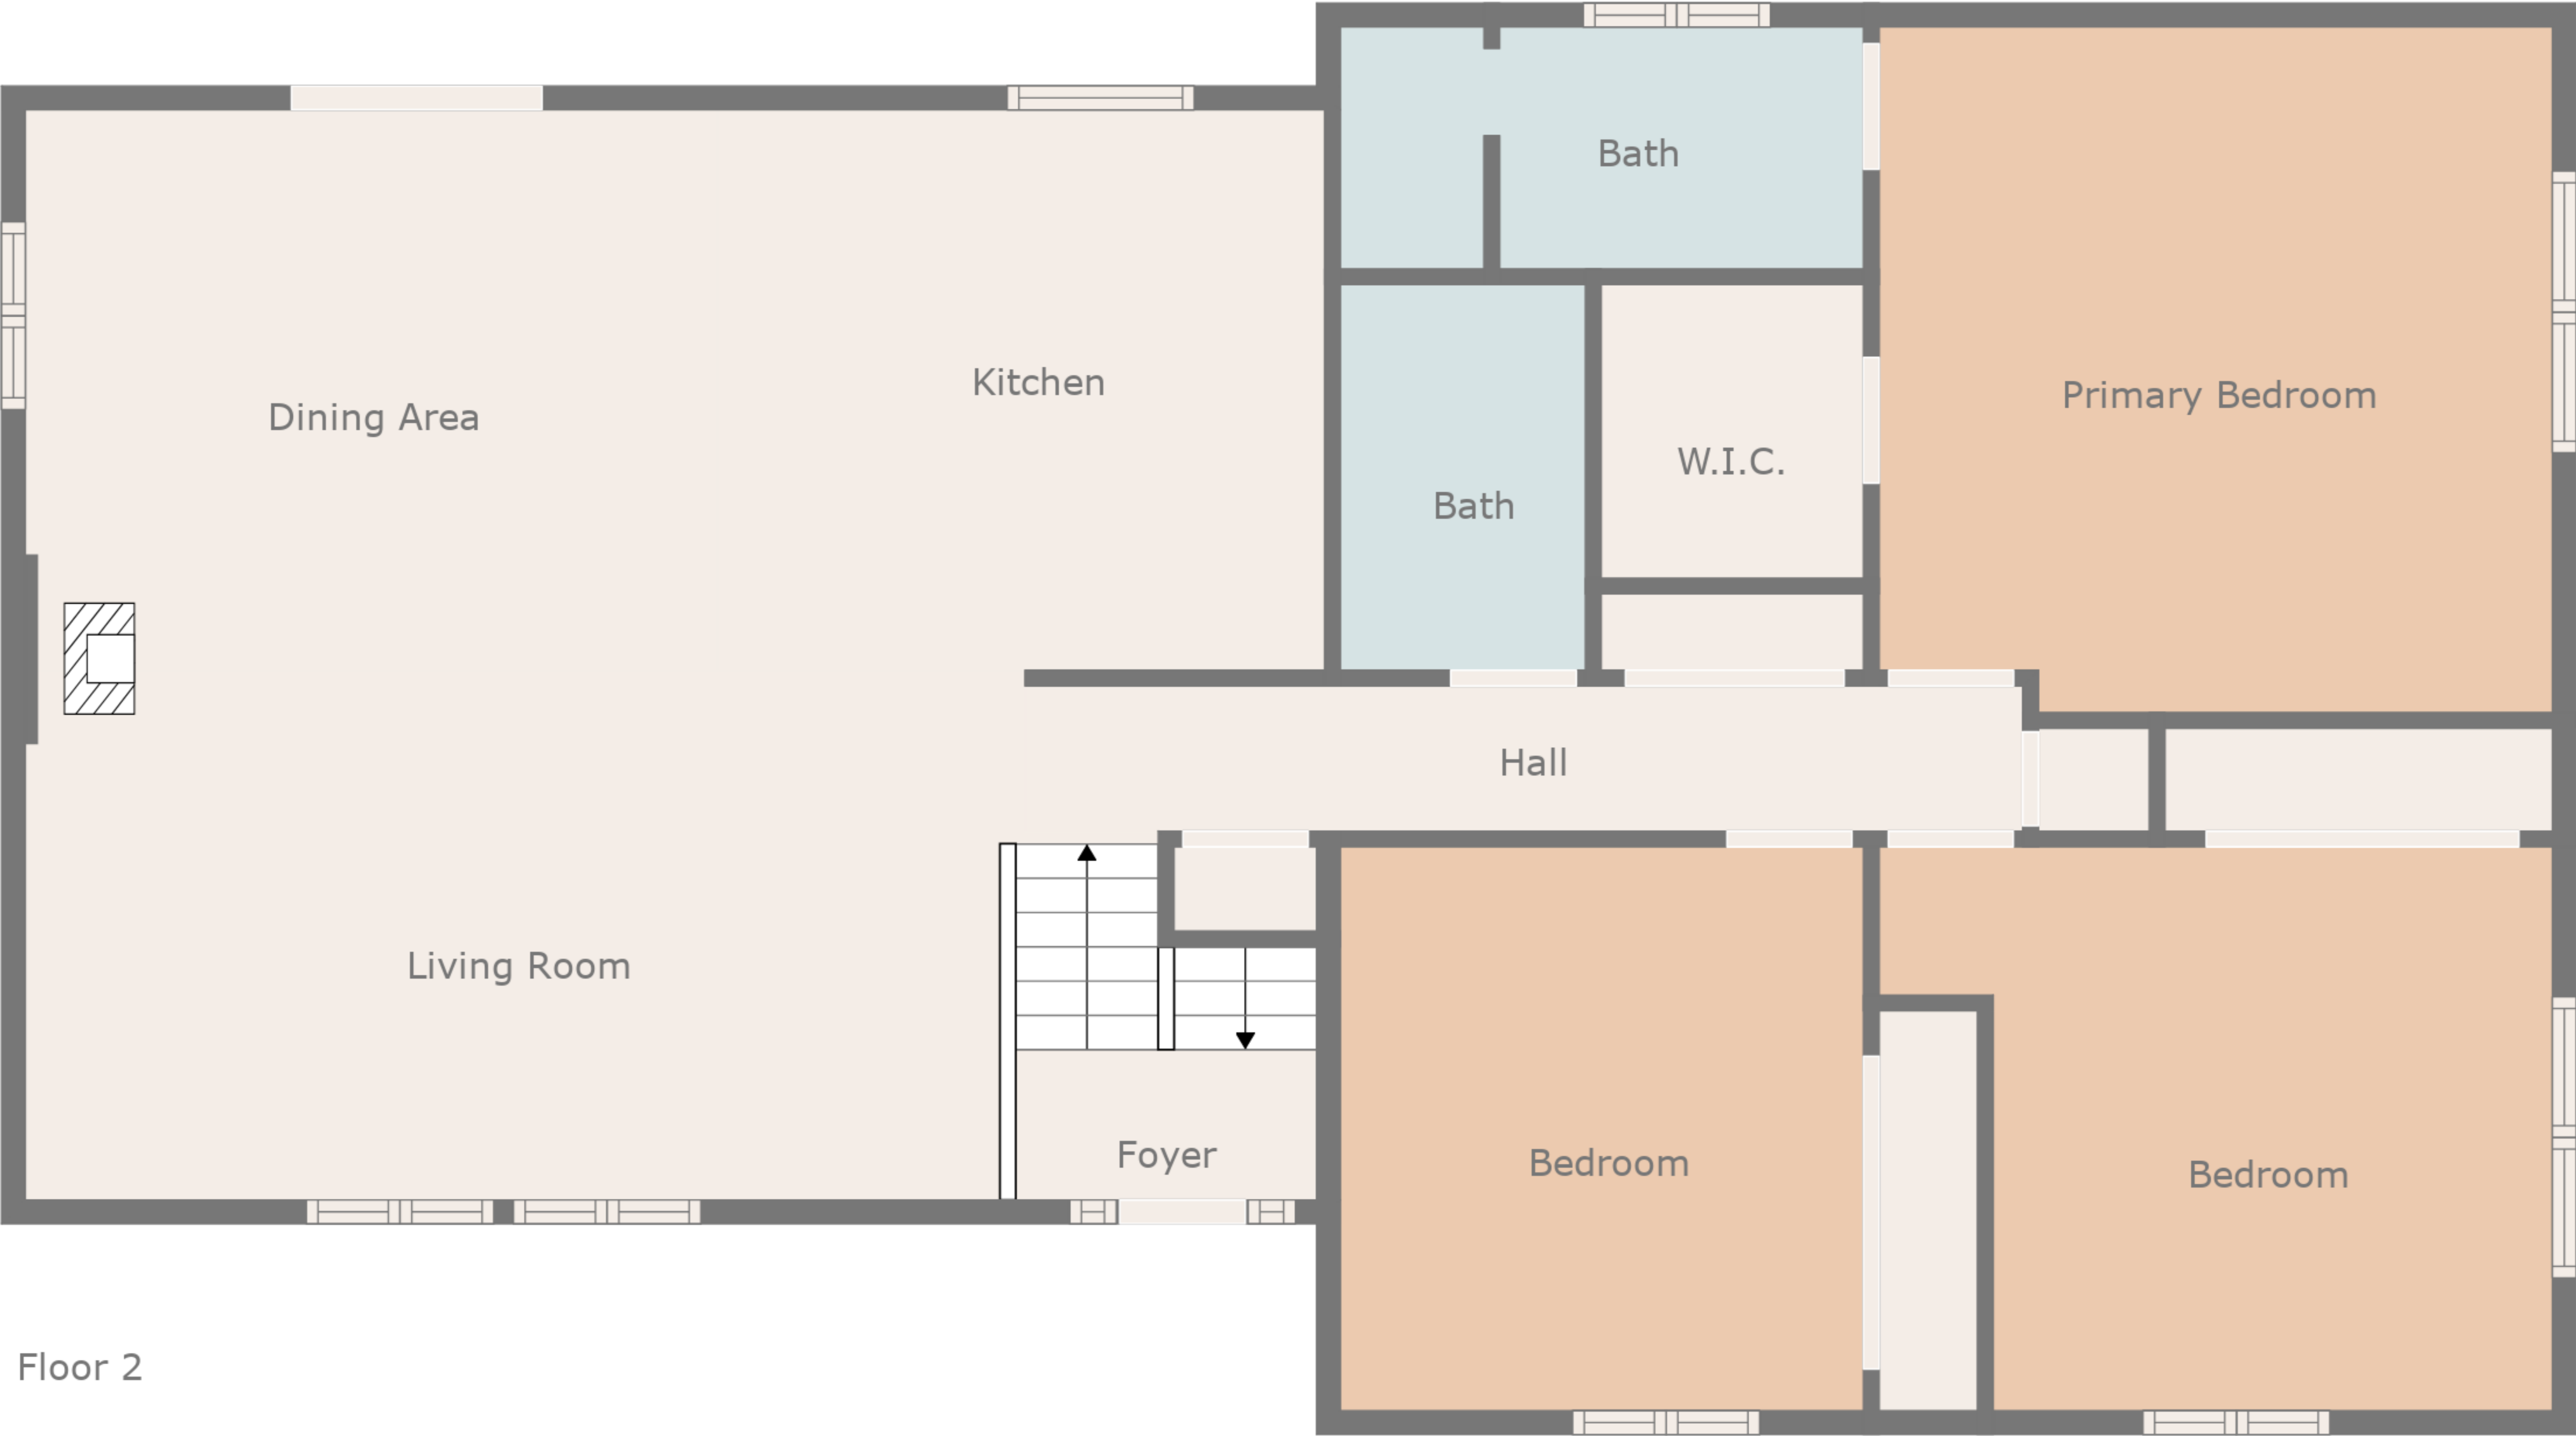 Bath
Kitchen
Primary Bedroom
Dining Area
W.I.C.
Bath
Hall
Living Room
Foyer
Bedroom
Bedroom
Floor 2